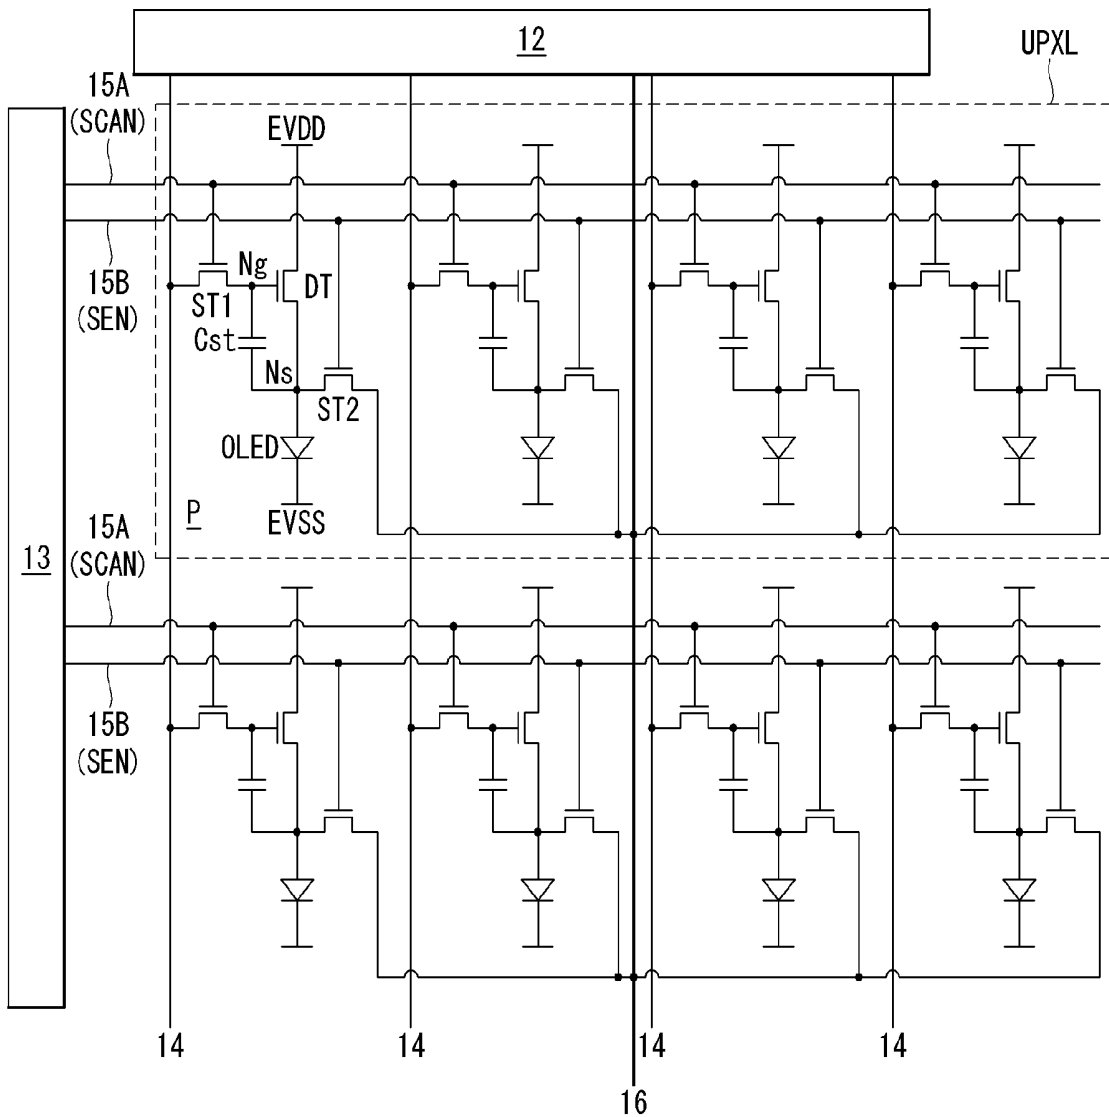 12
UPXL
15A
(SCAN)
EVDD
15B
(SEN)
Ng
DT
ST1
Cst
Ns
ST2
OLED
P
EVSS
13
15A
(SCAN)
15B
(SEN)
14
14
14
14
16